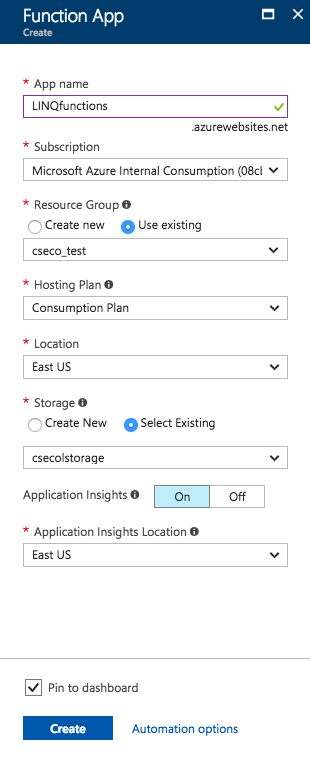 Function App
Create
* App name
LINQfunctions
.azurewebsites.net
* Subscription
Microsoft Azure Internal Consumption (08cl
* Resource Group
Create new Use existing
cseco_test
* Hosting Plan
Consumption Plan
* Location
East US
* Storage
Create New Select Existing
csecolstorage
Application Insights On Off
* Application Insights Location
East US
Pin to dashboard
Create Automation options